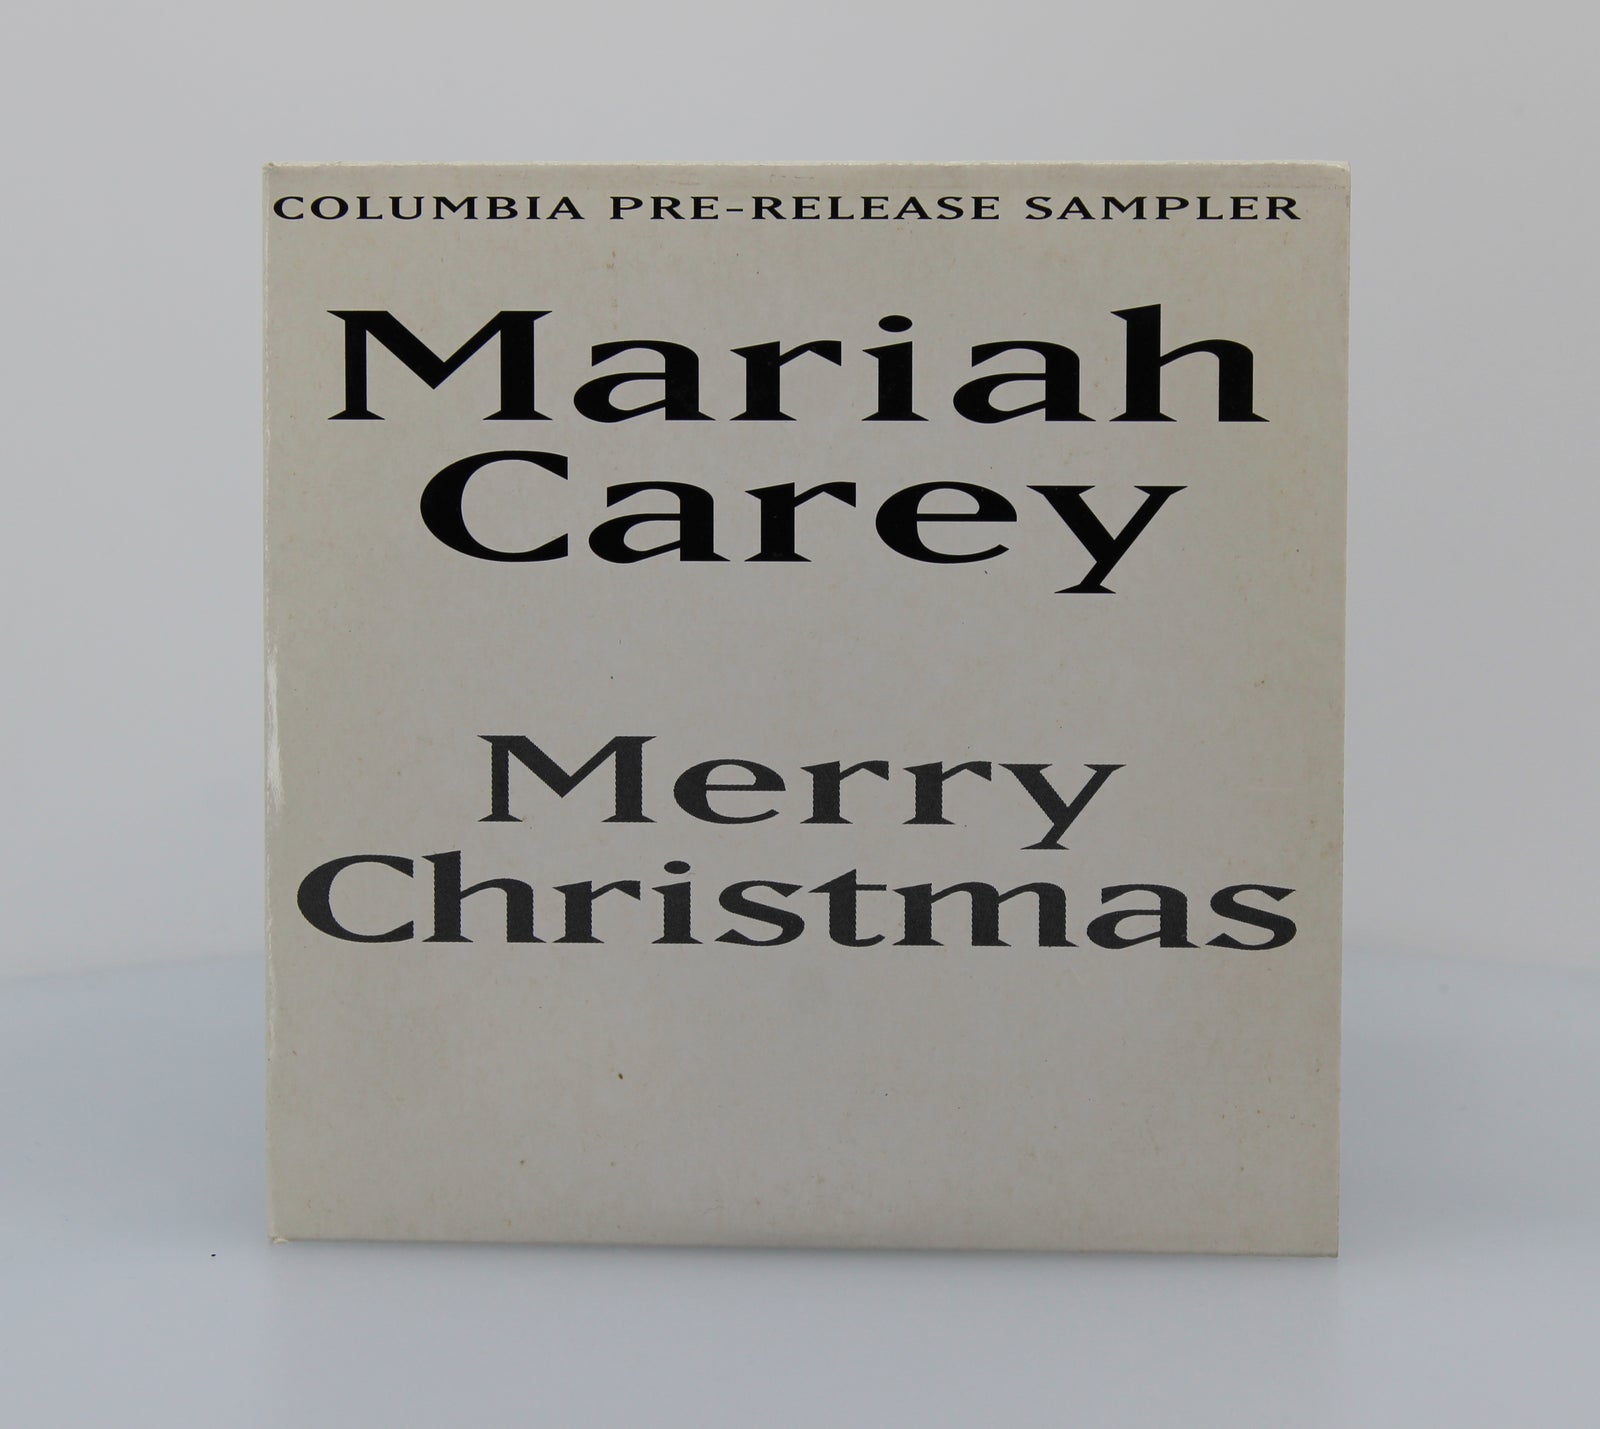 COLUMBIA PRE-RELEASE SAMPLER
Mariah
Carey
Merry
Christmas